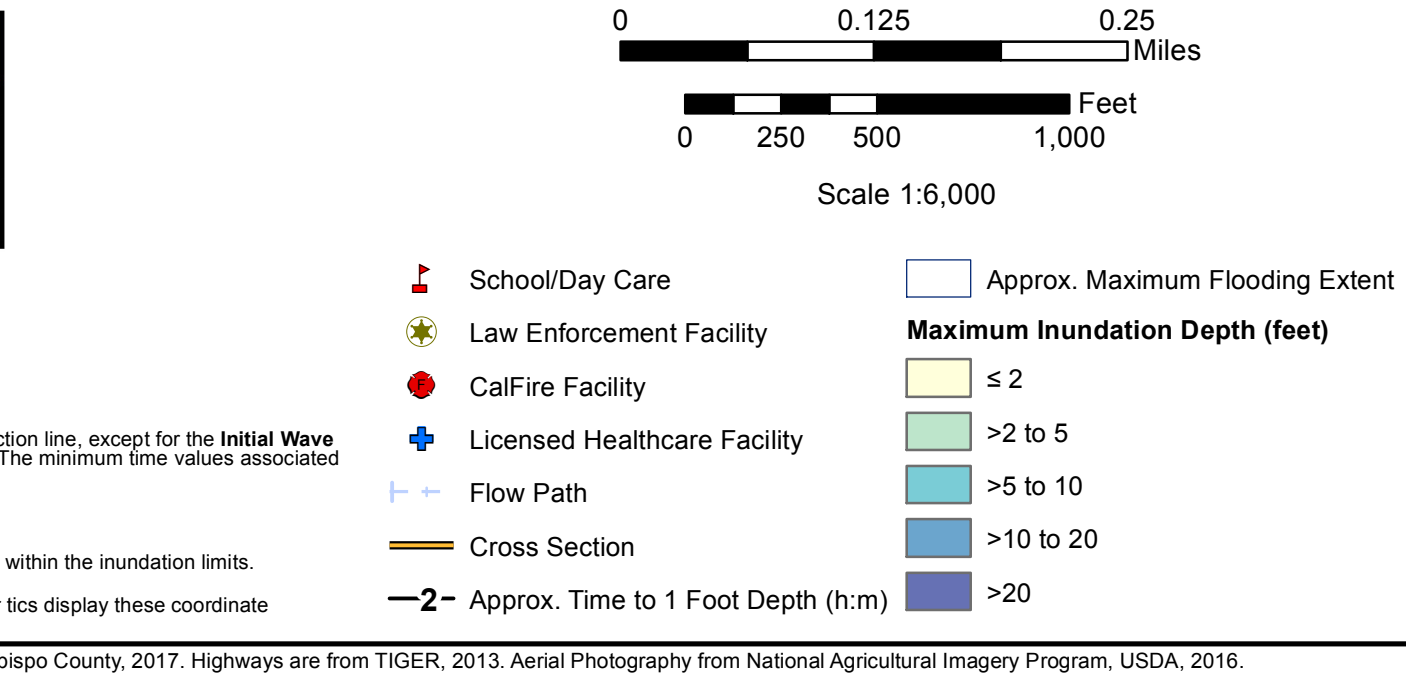 0 0.125 0.25
Miles
Feet
0 250 500 1,000
Scale 1:6,000
School/Day Care
Law Enforcement Facility
F
CalFire Facility
Licensed Healthcare Facility
Flow Path
Cross Section
2 Approx. Time to 1 Foot Depth (h:m)
Approx. Maximum Flooding Extent
Maximum Inundation Depth (feet)
≤ 2
>2 to 5
>5 to 10
>10 to 20
>20
ction line, except for the Initial Wave
The minimum time values associated
within the inundation limits.
tics display these coordinate
bispo County, 2017. Highways are from TIGER, 2013. Aerial Photography from National Agricultural Imagery Program, USDA, 2016.